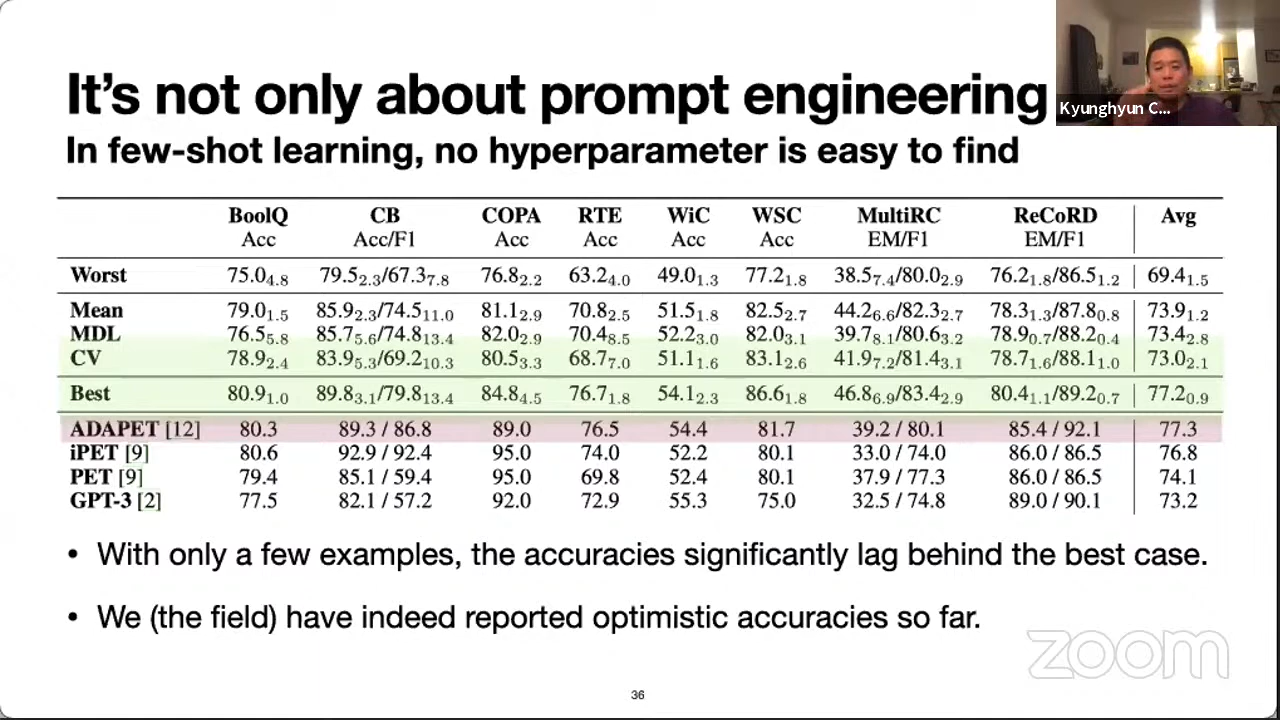 It's not only about prompt engineering
Kyunghyun C...
In few-shot learning, no hyperparameter is easy to find
BoolQ CB COPA RTE WiC WSC MultiRC ReCoRD Avg
Acc Acc/F1 Acc Acc Acc Acc EM/F1 EM/F1
Worst 75.04.8 79.52.3/67.37.8 76.82.2 63.24.0 49.01.3 77.21.8 38.57.4/80.02.9 76.21.8/86.51.2 69.41.5
Mean 79.01.5 85.92.3/74.511.0 81.12.9 70.82.5 51.51.8 82.52.7 44.26.6/82.32.7 78.31.3/87.80.8 73.91.2
MDL 76.55.8 85.75.6/74.813.4 82.02.9 70.48.5 52.23.0 82.03.1 39.78.1/80.63.2 78.90.7/88.20.4 73.42.8
CV 78.92.4 83.95.3/69.210.3 80.53.3 68.77.0 51.11.6 83.12.6 41.97.2/81.43.1 78.71.6/88.11.0 73.02.1
Best 80.91.0 89.83.1/79.813.4 84.84.5 76.71.8 54.12.3 86.61.8 46.86.9/83.42.9 80.41.1/89.20.7 77.20.9
ADAPET [12] 80.3 89.3 / 86.8 89.0 76.5 54.4 81.7 39.2 / 80.1 85.4 / 92.1 77.3
iPET [9] 80.6 92.9 / 92.4 95.0 74.0 52.2 80.1 33.0 / 74.0 86.0 / 86.5 76.8
PET [9] 79.4 85.1 / 59.4 95.0 69.8 52.4 80.1 37.9 / 77.3 86.0 / 86.5 74.1
GPT-3 [2] 77.5 82.1 / 57.2 92.0 72.9 55.3 75.0 32.5 / 74.8 89.0 / 90.1 73.2
• With only a few examples, the accuracies significantly lag behind the best case.
• We (the field) have indeed reported optimistic accuracies so far.
zoom
36